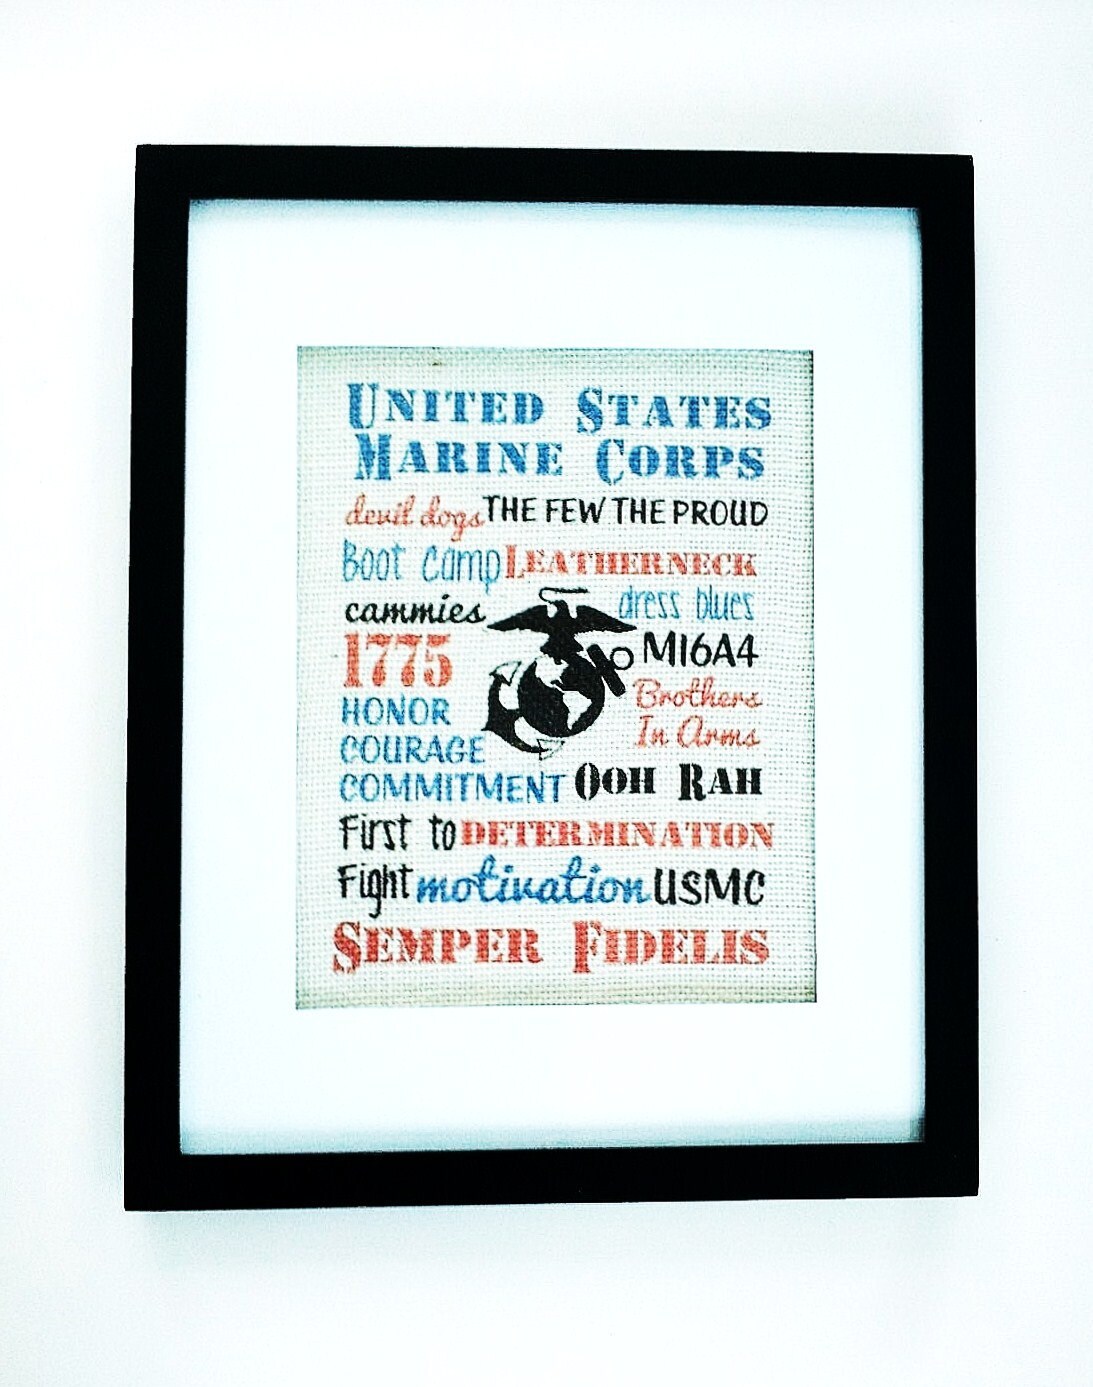 UNITED STATES
MARINE CORPS
devil dogs THE FEW THE PROUD
Boot camp LEATHERNECK
cammies
dress blues
1775
M16A4
HONOR
Brothers
In Arms
COURAGE
COMMITMENT OOH RAH
First to DETERMINATION
Fight motivation USMC
SEMPER FIDELIS